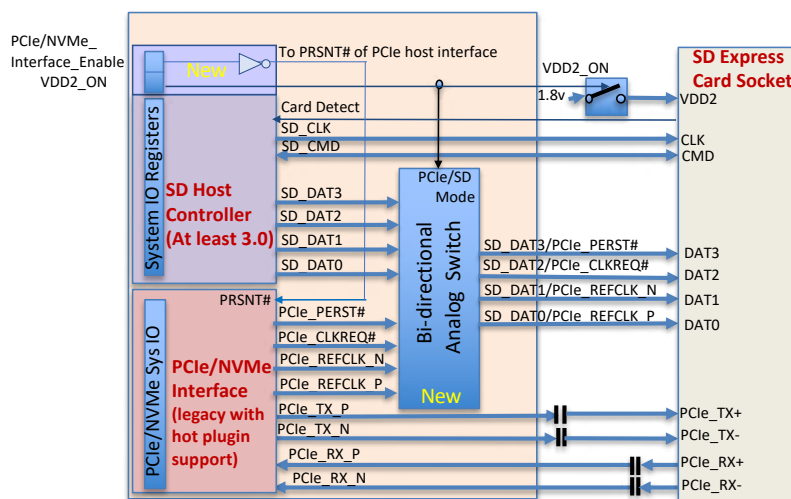 PCIe/NVMe_
Interface_Enable
VDD2_ON
New
To PRSNT# of PCIe host interface
VDD2_ON
1.8v
SD Express
Card Socket
VDD2
Card Detect
SD_CLK
CLK
SD_CMD
CMD
System IO Registers
SD Host
Controller
(At least 3.0)
PCIe/SD
Mode
SD_DAT3
SD_DAT2
SD_DAT1
SD_DAT0
Bi-directional
Analog Switch
New
SD_DAT3/PCIe_PERST#
DAT3
SD_DAT2/PCIe_CLKREQ#
DAT2
SD_DAT1/PCIe_REFCLK_N
DAT1
SD_DAT0/PCIe_REFCLK_P
DAT0
PRSNT#
PCIe/NVMe Sys IO
PCIe/NVMe
Interface
(legacy with
hot plugin
support)
PCIe_PERST#
PCIe_CLKREQ#
PCIe_REFCLK_N
PCIe_REFCLK_P
PCIe_TX_P
PCIe_TX+
PCIe_TX_N
PCIe_TX-
PCIe_RX_P
PCIe_RX+
PCIe_RX_N
PCIe_RX-